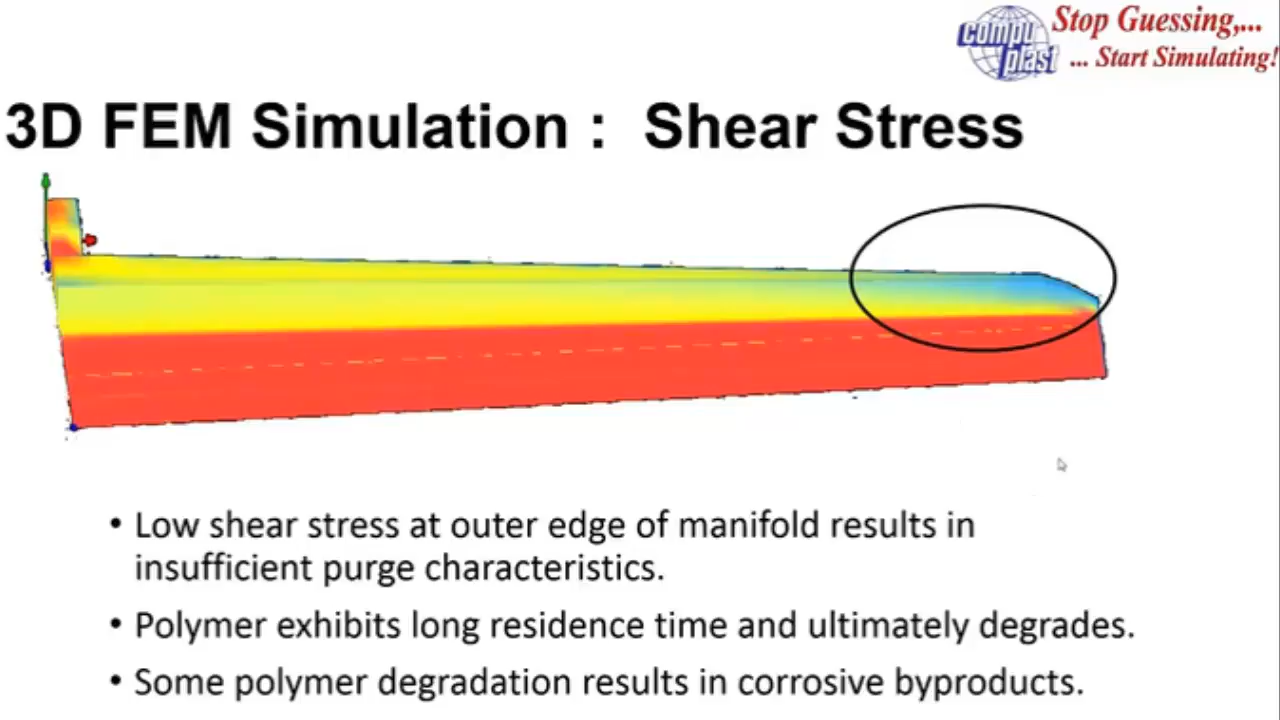 Stop Guessing,...
compu
plast
... Start Simulating!
3D FEM Simulation : Shear Stress
• Low shear stress at outer edge of manifold results in
insufficient purge characteristics.
• Polymer exhibits long residence time and ultimately degrades.
• Some polymer degradation results in corrosive byproducts.